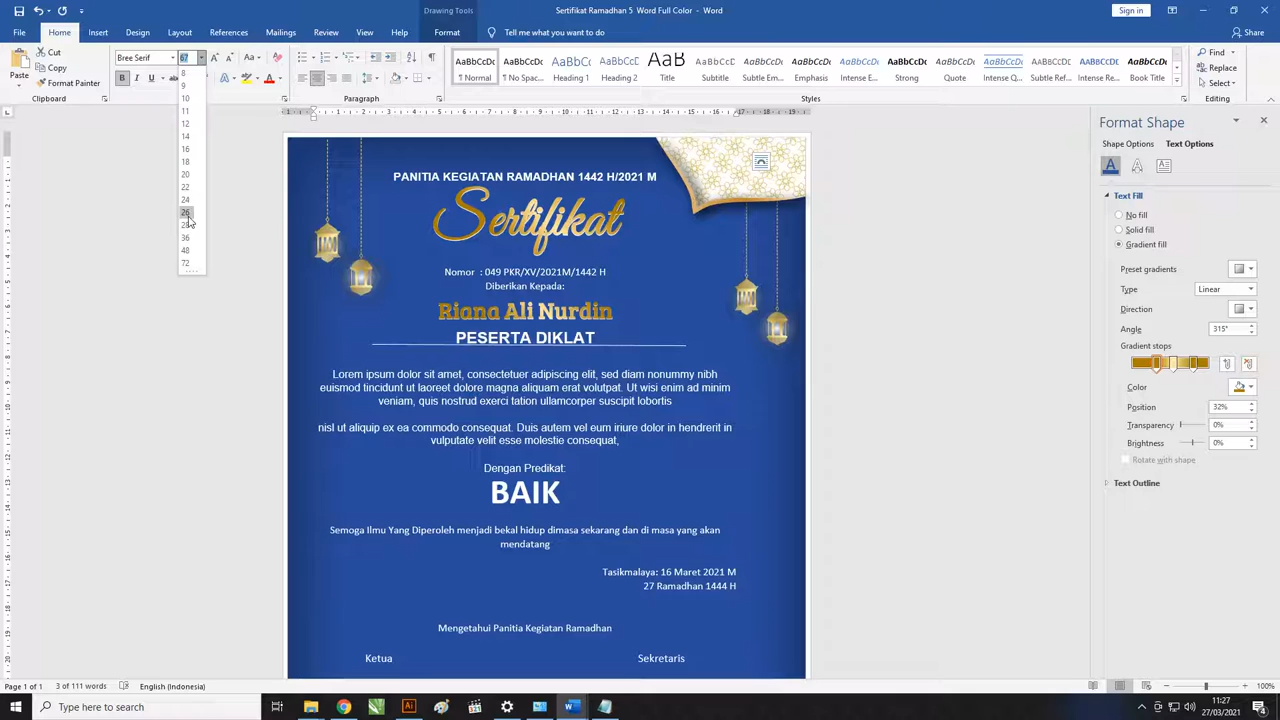 Drawing Tools
Sertifikat Ramadhan 5  Word Full Color - Word
Sign in
File Home Insert Design Layout References Mailings Review View Help Format Tell me what you want to do Share
Paste
Cut
Copy
Format Painter
Clipboard
Bree Serif 67
B I U
Paragraph
AaBbCcDc AaBbCcDc AaBbCc AaBbCcD AaB AaBbCcD AaBbCcDc AaBbCcDc AaBbCcDc AaBbCcDc AaBbCcDc
¶ Normal ¶ No Spac... Heading 1 Heading 2 Title Subtitle Subtle Em... Emphasis Intense E... Strong Quote Intense Q... Subtle Ref... Intense Re... Book Title
Styles
Find
Replace
Select
Editing
8
9
10
11
12
14
16
18
20
22
24
26
28
36
48
72
PANITIA KEGIATAN RAMADHAN 1442 H/2021 M
Sertifikat
Nomor  : 049 PKR/XV/2021M/1442 H
Diberikan Kepada:
Riana Ali Nurdin
PESERTA DIKLAT
Lorem ipsum dolor sit amet, consectetuer adipiscing elit, sed diam nonummy nibh
euismod tincidunt ut laoreet dolore magna aliquam erat volutpat. Ut wisi enim ad minim
veniam, quis nostrud exerci tation ullamcorper suscipit lobortis
nisl ut aliquip ex ea commodo consequat. Duis autem vel eum iriure dolor in hendrerit in
vulputate velit esse molestie consequat,
Dengan Predikat:
BAIK
Semoga Ilmu Yang Diperoleh menjadi bekal hidup dimasa sekarang dan di masa yang akan
mendatang
Tasikmalaya: 16 Maret 2021 M
27 Ramadhan 1444 H
Mengetahui Panitia Kegiatan Ramadhan
Ketua Sekretaris
Format Shape
Shape Options Text Options
Text Fill
No fill
Solid fill
Gradient fill
Preset gradients
Type Linear
Direction
Angle 315°
Gradient stops
Color
Position 32%
Transparency 0%
Brightness 0%
Rotate with shape
Text Outline
Page 1 of 1 3 of 111 words English (Indonesia) 100%
Type here to search
11:27
27/03/2021